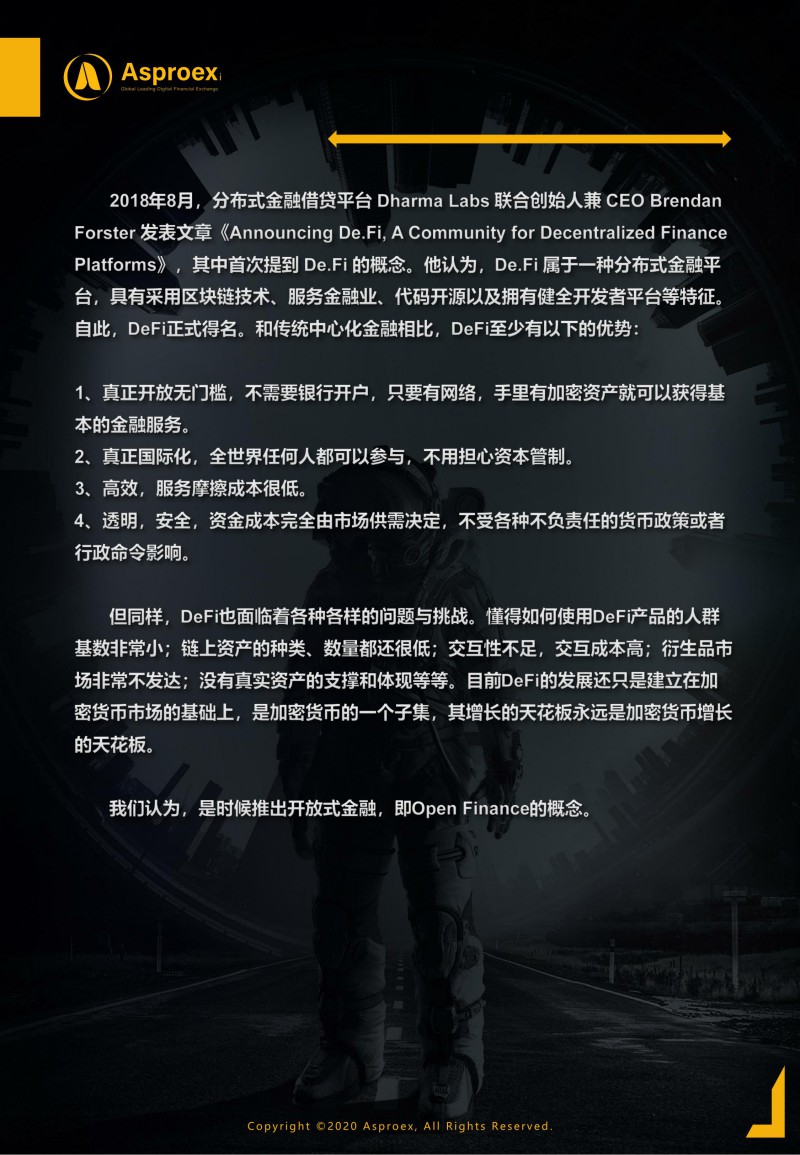 Asproex
Global Leading Digital Financial Exchange
2018年8月，分布式金融借贷平台 Dharma Labs 联合创始人兼 CEO Brendan
Forster 发表文章《Announcing De.Fi, A Community for Decentralized Finance
Platforms》，其中首次提到 De.Fi 的概念。他认为，De.Fi 属于一种分布式金融平
台，具有采用区块链技术、服务金融业、代码开源以及拥有健全开发者平台等特征。
自此，DeFi正式得名。和传统中心化金融相比，DeFi至少有以下的优势：
1、真正开放无门槛，不需要银行开户，只要有网络，手里有加密资产就可以获得基
本的金融服务。
2、真正国际化，全世界任何人都可以参与，不用担心资本管制。
3、高效，服务摩擦成本很低。
4、透明，安全，资金成本完全由市场供需决定，不受各种不负责任的货币政策或者
行政命令影响。
但同样，DeFi也面临着各种各样的问题与挑战。懂得如何使用DeFi产品的人群
基数非常小；链上资产的种类、数量都还很低；交互性不足，交互成本高；衍生品市
场非常不发达；没有真实资产的支撑和体现等等。目前DeFi的发展还只是建立在加
密货币市场的基础上，是加密货币的一个子集，其增长的天花板永远是加密货币增长
的天花板。
我们认为，是时候推出开放式金融，即Open Finance的概念。
Copyright ©2020 Asproex, All Rights Reserved.